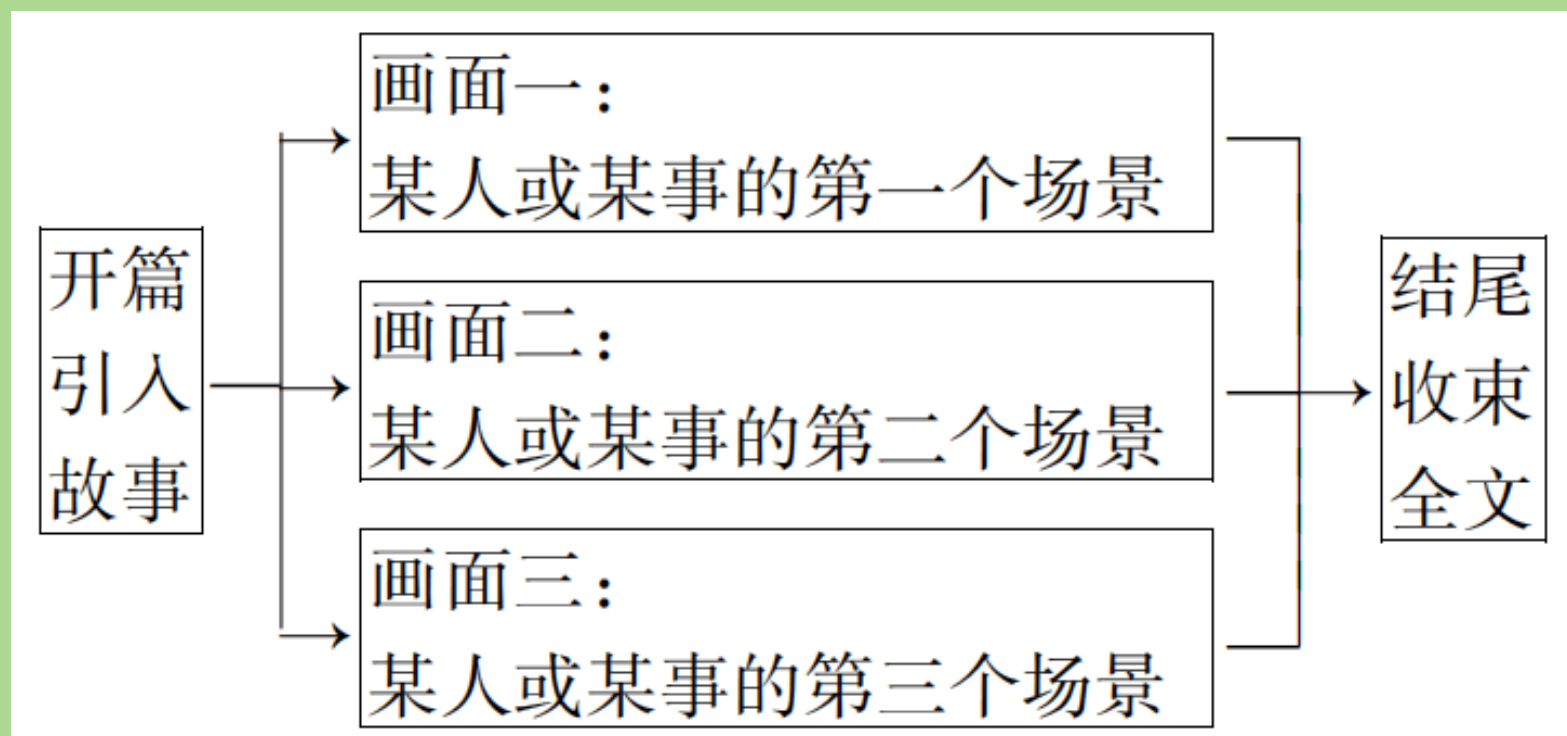 开篇
引入
故事
画面一：
某人或某事的第一个场景
画面二：
某人或某事的第二个场景
画面三：
某人或某事的第三个场景
结尾
收束
全文